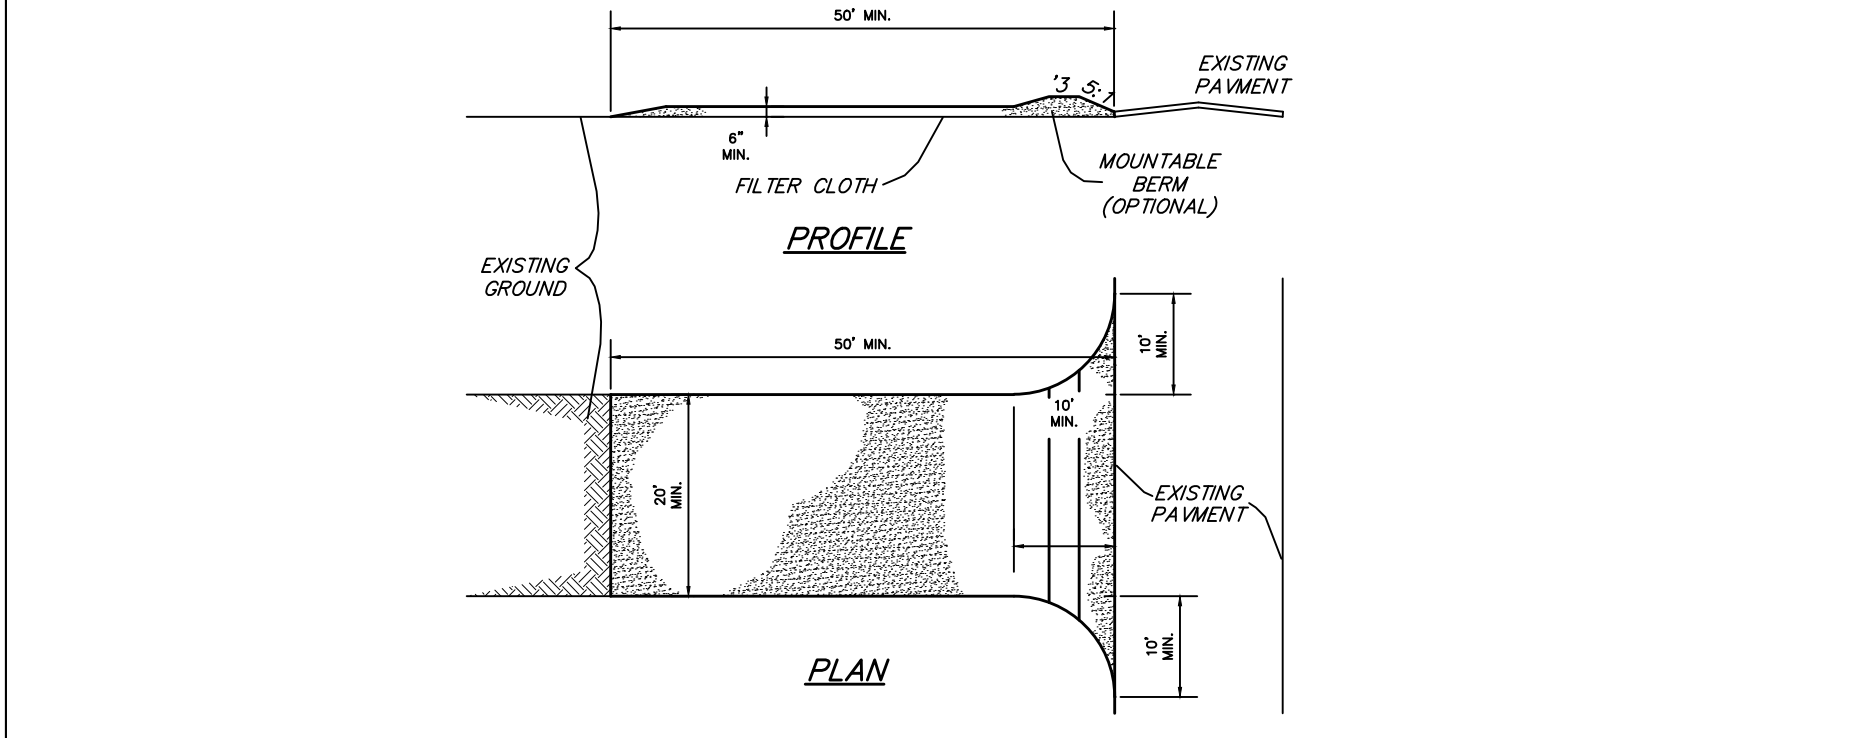 50' MIN.
EXISTING
PAVMENT
'3 5:1
6"
MIN.
FILTER CLOTH
MOUNTABLE
BERM
(OPTIONAL)
PROFILE
EXISTING
GROUND
50' MIN.
10'
MIN.
10'
MIN.
20'
MIN.
EXISTING
PAVMENT
10'
MIN.
PLAN